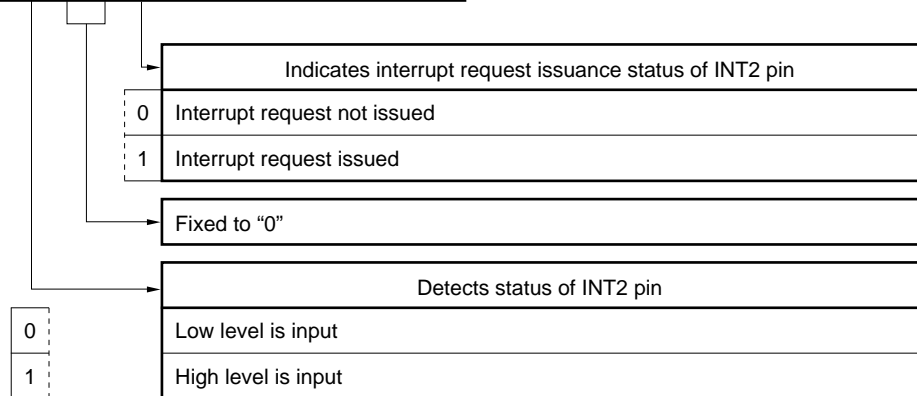 Indicates interrupt request issuance status of INT2 pin
0 Interrupt request not issued
1 Interrupt request issued
Fixed to “0”
Detects status of INT2 pin
0 Low level is input
1 High level is input